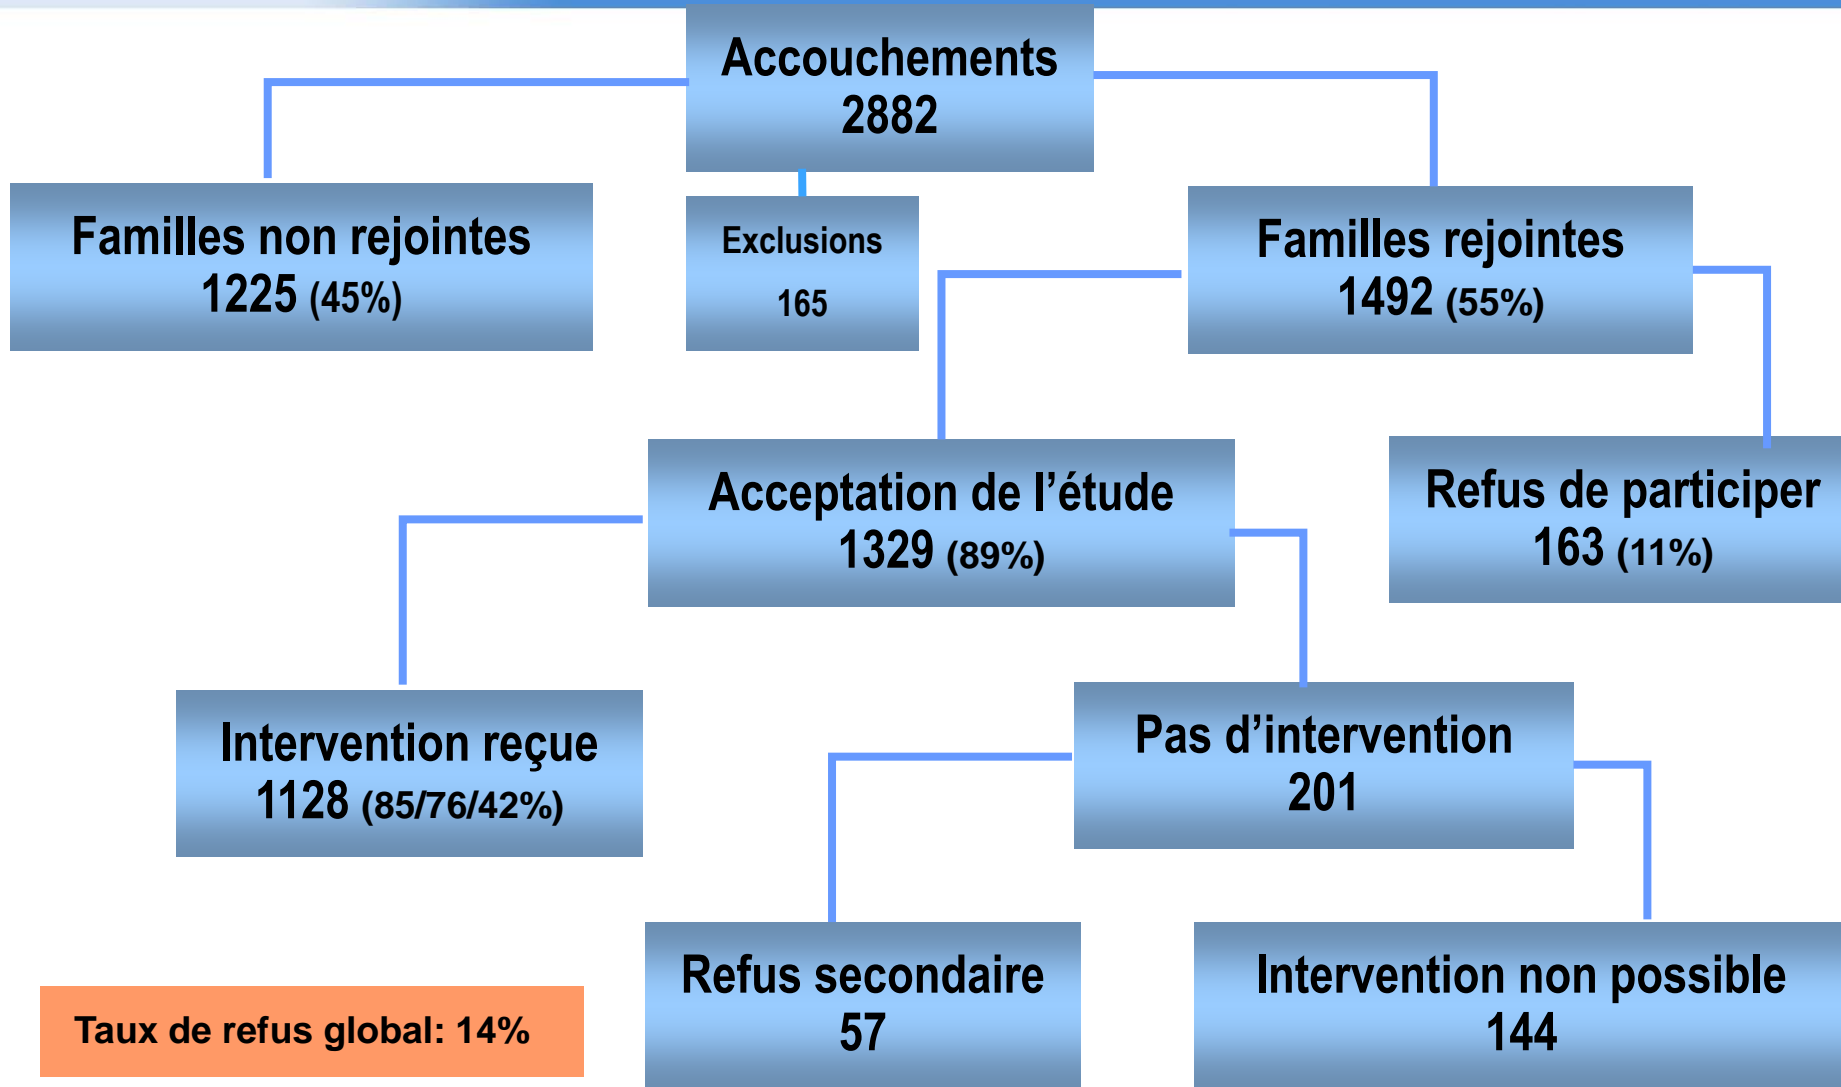 Accouchements
2882
Familles non rejointes
1225 (45%)
Exclusions
165
Familles rejointes
1492 (55%)
Acceptation de l’étude
1329 (89%)
Refus de participer
163 (11%)
Intervention reçue
1128 (85/76/42%)
Pas d’intervention
201
Refus secondaire
57
Intervention non possible
144
Taux de refus global: 14%